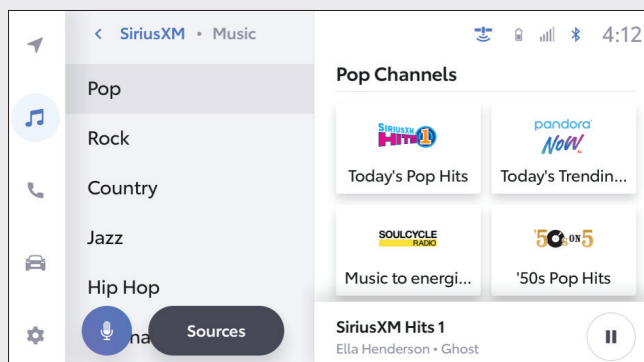 SiriusXM • Music
4:12
Pop
Rock
Country
Jazz
Hip Hop
Sources
Pop Channels
SIRIUSXM
HITS 1
Today's Pop Hits
pandora
NOW
Today's Trendin...
SOULCYCLE
RADIO
Music to energi...
'50s ON 5
'50s Pop Hits
SiriusXM Hits 1
Ella Henderson • Ghost